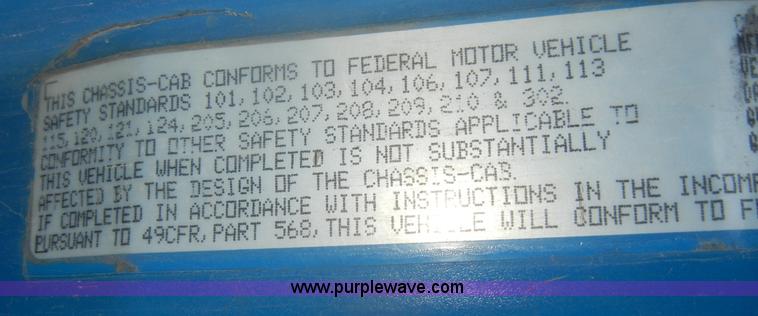 THIS CHASSIS-CAB CONFORMS TO FEDERAL MOTOR VEHICLE
SAFETY STANDARDS 101, 102, 103, 104, 106, 107, 111, 113
115, 120, 121, 124, 205, 206, 207, 208, 209, 210 & 302.
CONFORMITY TO OTHER SAFETY STANDARDS APPLICABLE TO
THIS VEHICLE WHEN COMPLETED IS NOT SUBSTANTIALLY
AFFECTED BY THE DESIGN OF THE CHASSIS-CAB.
IF COMPLETED IN ACCORDANCE WITH INSTRUCTIONS IN THE INCOMP
PURSUANT TO 49CFR, PART 568, THIS VEHICLE WILL CONFORM TO FE
www.purplewave.com